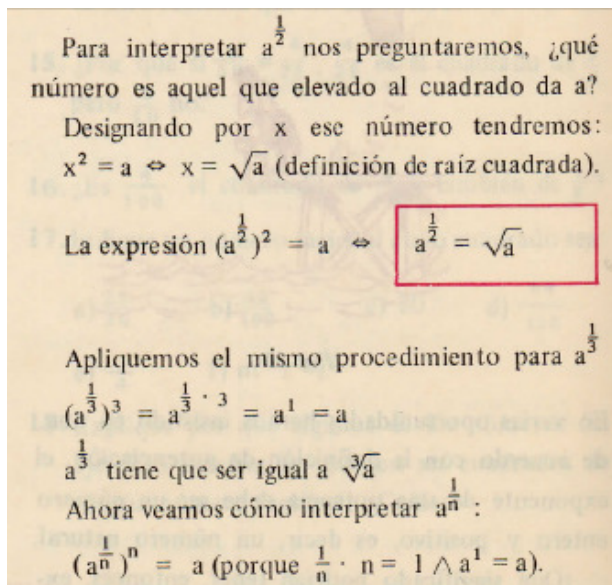 Para interpretar a^(1/2) nos preguntaremos, ¿qué
número es aquel que elevado al cuadrado da a?
Designando por x ese número tendremos:
x² = a ⇔ x = √a (definición de raíz cuadrada).
La expresión (a^(1/2))² = a ⇔ a^(1/2) = √a
Apliquemos el mismo procedimiento para a^(1/3)
(a^(1/3))³ = a^(1/3 · 3) = a¹ = a
a^(1/3) tiene que ser igual a ∛a
Ahora veamos cómo interpretar a^(1/n) :
(a^(1/n))ⁿ = a (porque 1/n · n = 1 ∧ a¹ = a).